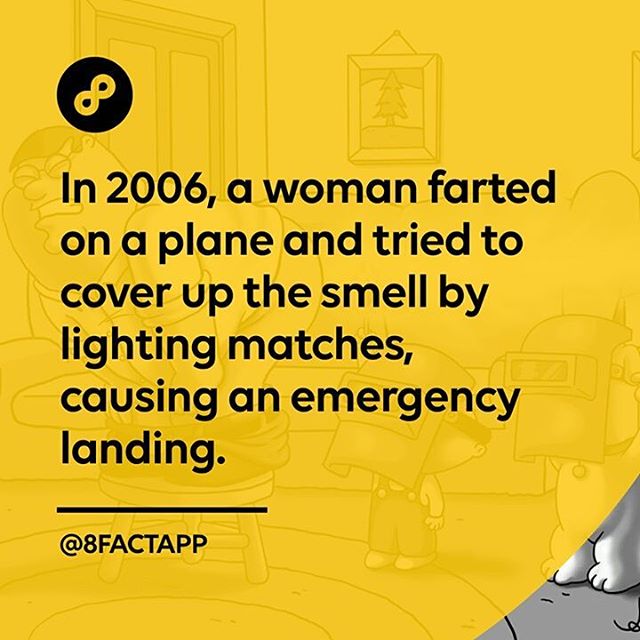 In 2006, a woman farted
on a plane and tried to
cover up the smell by
lighting matches,
causing an emergency
landing.
@8FACTAPP